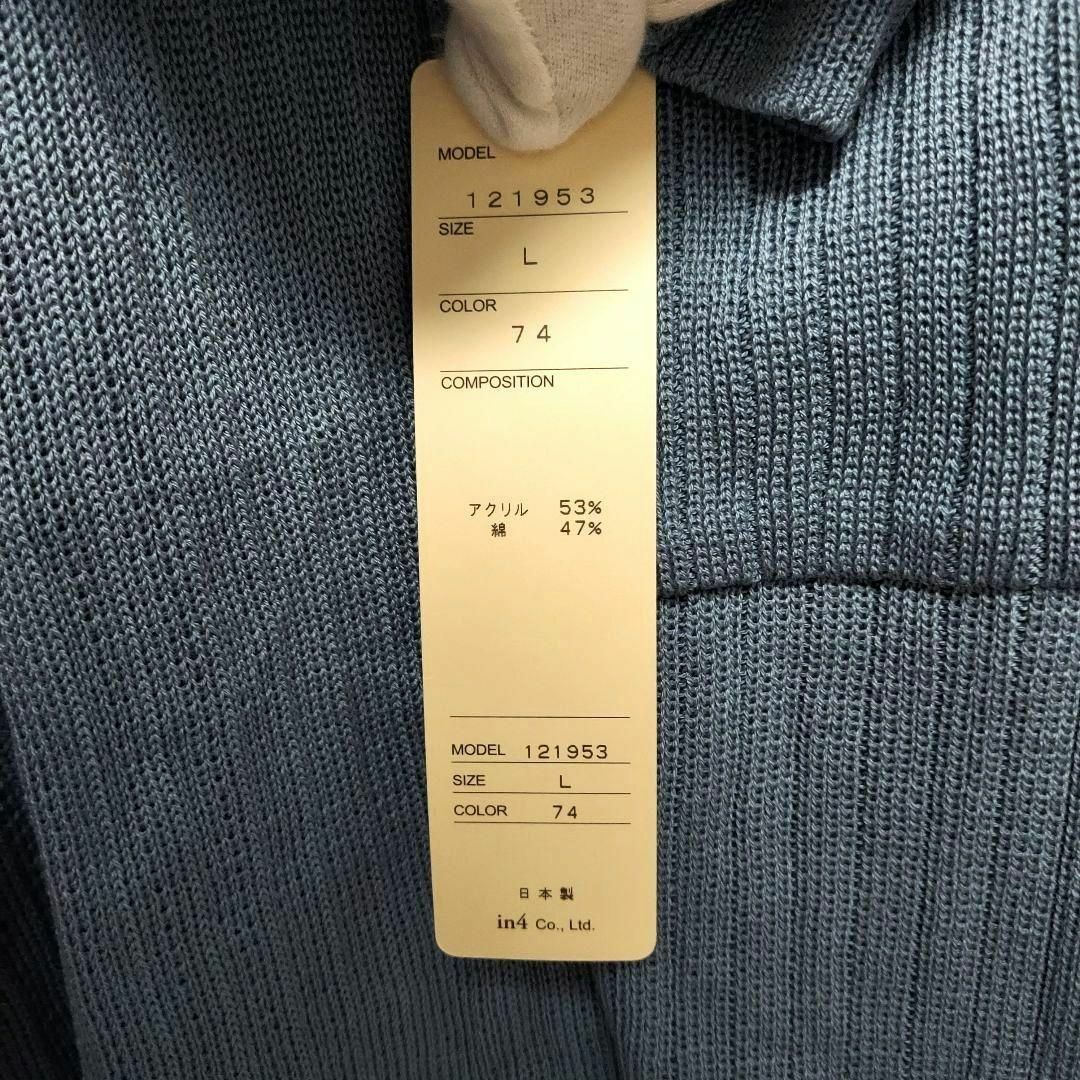 MODEL
121953
SIZE
L
COLOR
74
COMPOSITION
アクリル 53%
綿 47%
MODEL 121953
SIZE L
COLOR 74
日本製
in4 Co., Ltd.